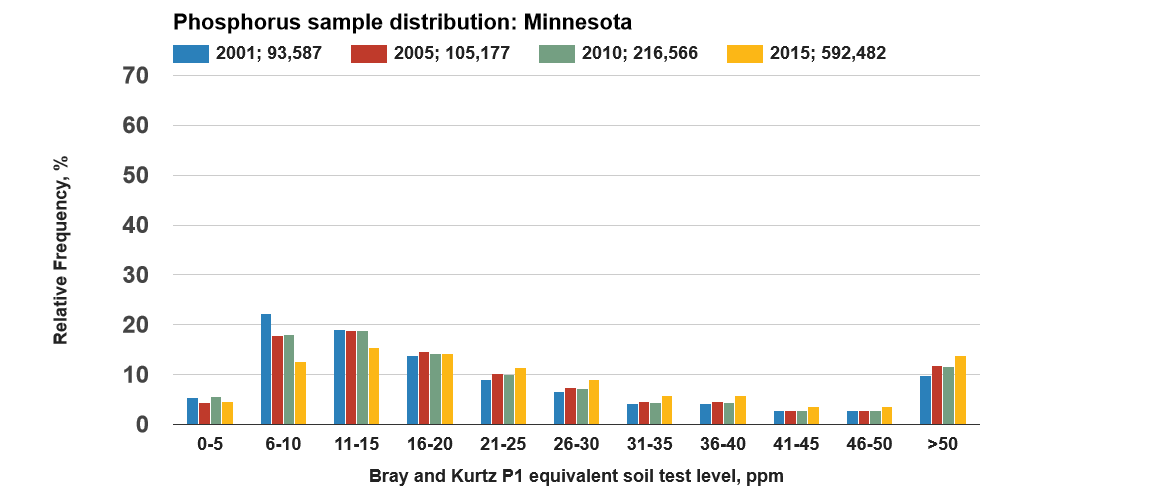 Phosphorus sample distribution: Minnesota
2001; 93,587 2005; 105,177 2010; 216,566 2015; 592,482
70
60
50
40
30
20
10
0
Relative Frequency, %
0-5 6-10 11-15 16-20 21-25 26-30 31-35 36-40 41-45 46-50 >50
Bray and Kurtz P1 equivalent soil test level, ppm